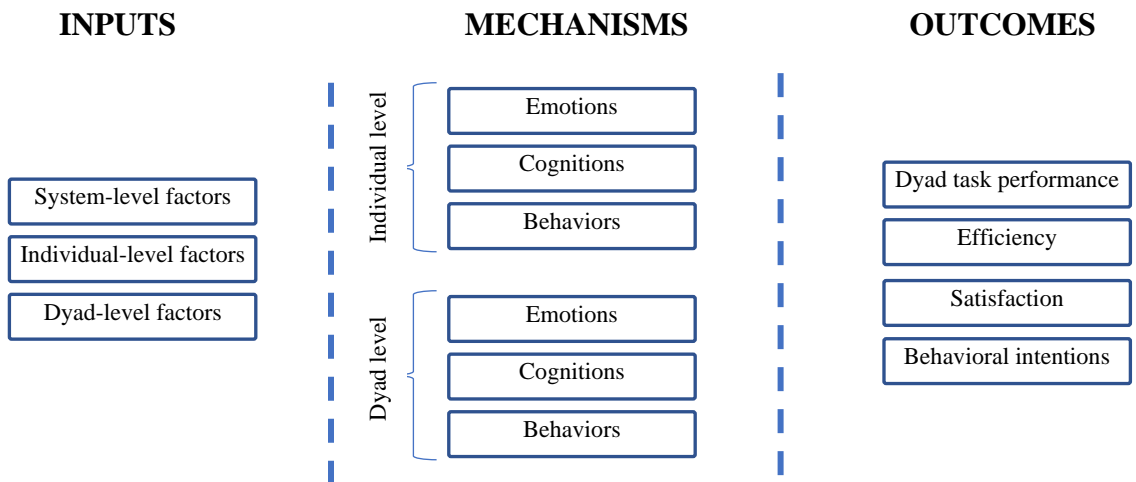 INPUTS
MECHANISMS
OUTCOMES
System-level factors
Individual-level factors
Dyad-level factors
Individual level
Emotions
Cognitions
Behaviors
Dyad level
Emotions
Cognitions
Behaviors
Dyad task performance
Efficiency
Satisfaction
Behavioral intentions